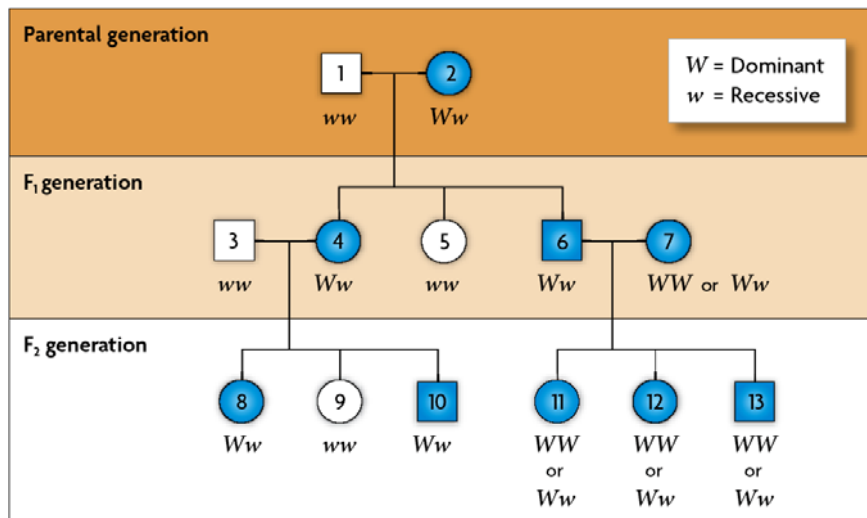 Parental generation
1 2
W = Dominant
w = Recessive
ww Ww
F₁ generation
3 4 5 6 7
ww Ww ww Ww WW or Ww
F₂ generation
8 9 10 11 12 13
Ww ww Ww WW WW WW
or or or
Ww Ww Ww